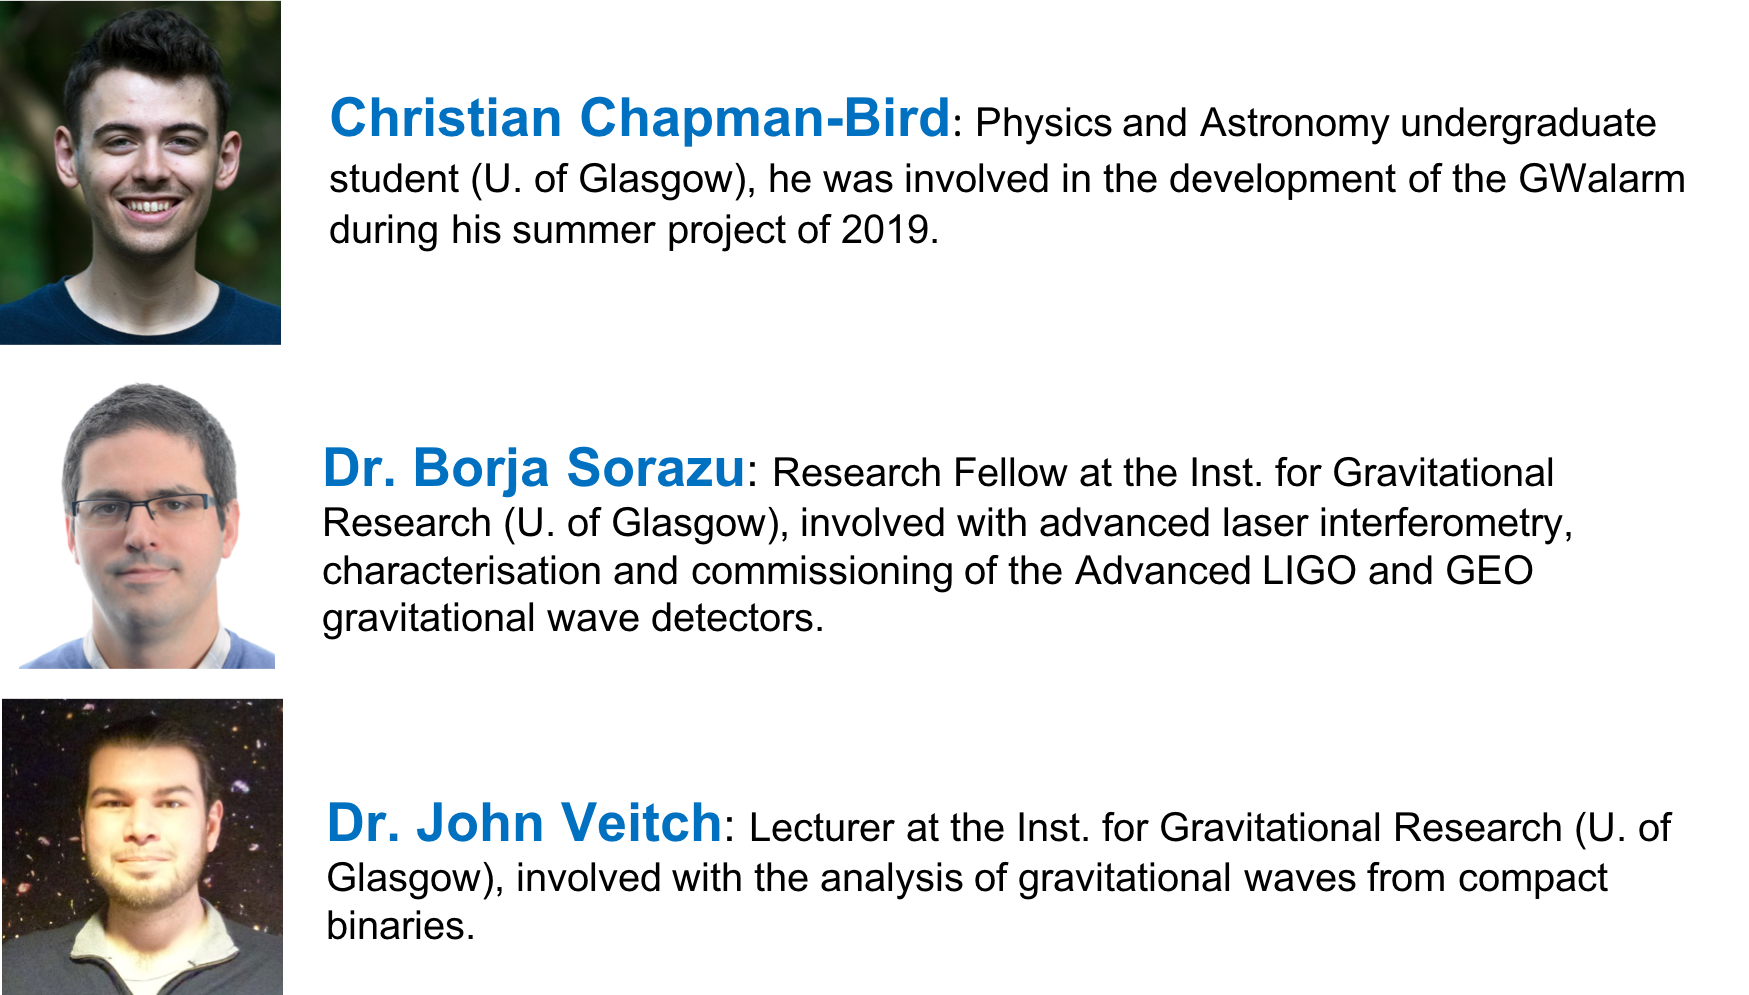 Christian Chapman-Bird: Physics and Astronomy undergraduate
student (U. of Glasgow), he was involved in the development of the GWalarm
during his summer project of 2019.
Dr. Borja Sorazu: Research Fellow at the Inst. for Gravitational
Research (U. of Glasgow), involved with advanced laser interferometry,
characterisation and commissioning of the Advanced LIGO and GEO
gravitational wave detectors.
Dr. John Veitch: Lecturer at the Inst. for Gravitational Research (U. of
Glasgow), involved with the analysis of gravitational waves from compact
binaries.